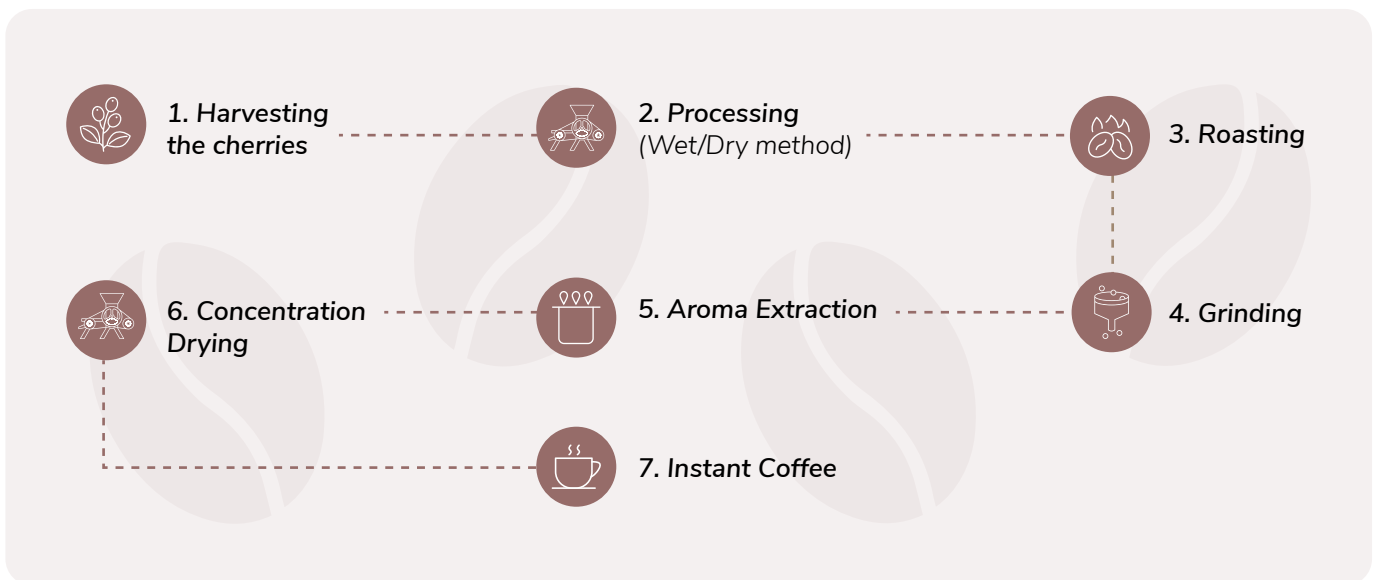 1. Harvesting
the cherries
2. Processing
(Wet/Dry method)
3. Roasting
4. Grinding
5. Aroma Extraction
6. Concentration
Drying
7. Instant Coffee